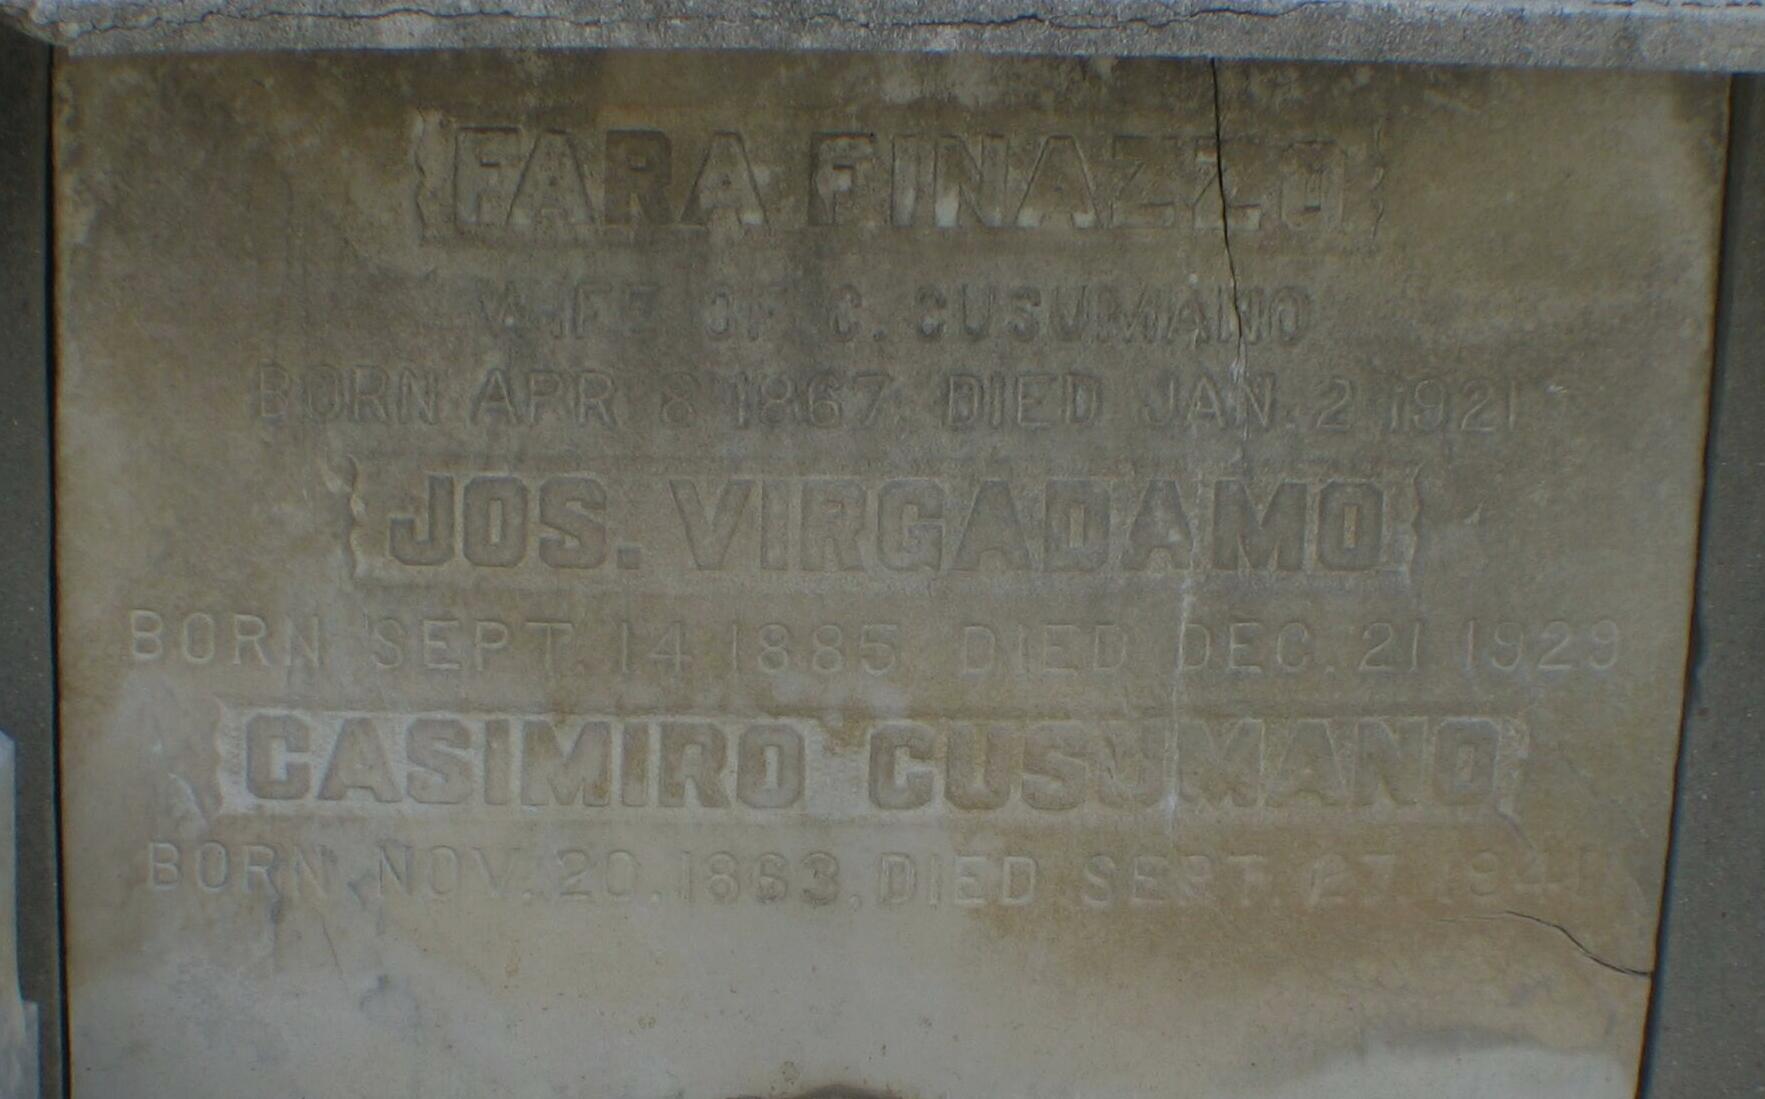 FARA FINAZZO
WIFE OF C. CUSUMANO
BORN APR. 8 1867. DIED JAN. 2 1921
JOS. VIRGADAMO
BORN SEPT. 14 1885 DIED DEC. 21 1929
CASIMIRO CUSUMANO
BORN NOV. 20. 1863. DIED SEPT. 27. 1941